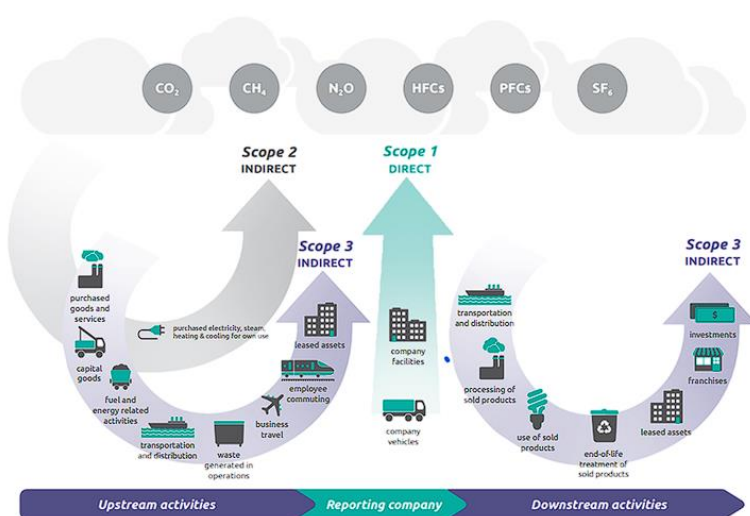 CO₂
CH₄
N₂O
HFCs
PFCs
SF₆
Scope 2
INDIRECT
Scope 1
DIRECT
Scope 3
INDIRECT
Scope 3
INDIRECT
purchased
goods and
services
capital
goods
fuel and
energy related
activities
purchased electricity, steam,
heating & cooling for own use
transportation
and distribution
waste
generated in
operations
business
travel
employee
commuting
leased assets
company
facilities
company
vehicles
transportation
and distribution
processing of
sold products
use of sold
products
end-of-life
treatment of
sold products
leased assets
franchises
investments
Upstream activities
Reporting company
Downstream activities